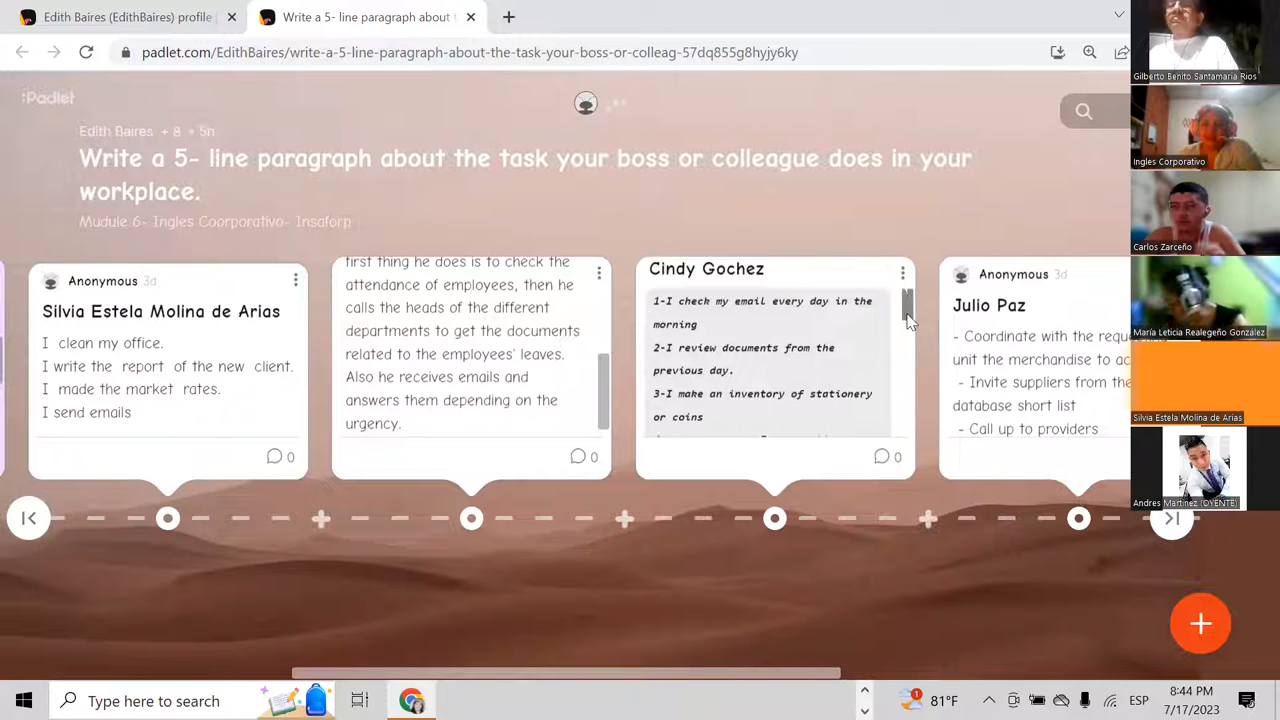 Edith Baires (EdithBaires) profile
Write a 5- line paragraph about
padlet.com/EdithBaires/write-a-5-line-paragraph-about-the-task-your-boss-or-colleag-57dq855g8hyjy6ky
:Padlet
Edith Baires + 8 • 5h
Write a 5- line paragraph about the task your boss or colleague does in your
workplace.
Mudule 6- Ingles Coorporativo- Insaforp
Anonymous 3d
Silvia Estela Molina de Arias
I clean my office.
I write the report of the new client.
I made the market rates.
I send emails
0
first thing he does is to check the
attendance of employees, then he
calls the heads of the different
departments to get the documents
related to the employees' leaves.
Also he receives emails and
answers them depending on the
urgency.
0
Cindy Gochez
1-I check my email every day in the
morning
2-I review documents from the
previous day.
3-I make an inventory of stationery
or coins
0
Anonymous 3d
Julio Paz
- Coordinate with the
unit the merchandise to
- Invite suppliers from the
database short list
- Call up to providers
Gilberto Benito Santamaria Rios
Ingles Corporativo
Carlos Zarceño
María Leticia Realegeño González
Silvia Estela Molina de Arias
Andres Martinez (OYENTE)
Type here to search
1
81°F
ESP
8:44 PM
7/17/2023